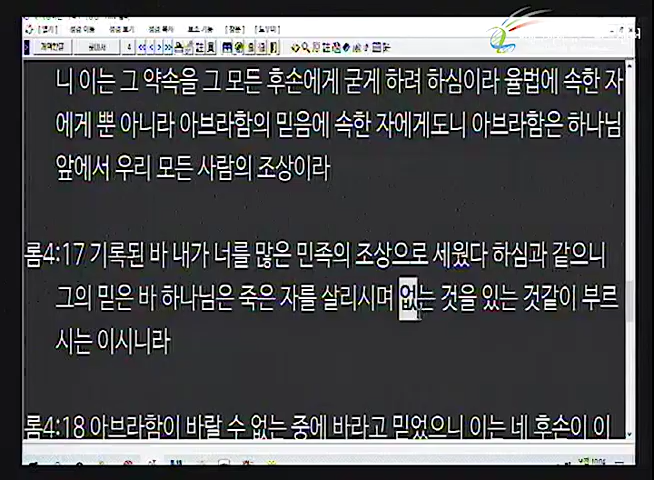 니 이는 그 약속을 그 모든 후손에게 굳게 하려 하심이라 율법에 속한 자
에게 뿐 아니라 아브라함의 믿음에 속한 자에게도니 아브라함은 하나님
앞에서 우리 모든 사람의 조상이라
롬4:17 기록된 바 내가 너를 많은 민족의 조상으로 세웠다 하심과 같으니
그의 믿은 바 하나님은 죽은 자를 살리시며 없는 것을 있는 것같이 부르
시는 이시니라
롬4:18 아브라함이 바랄 수 없는 중에 바라고 믿었으니 이는 네 후손이 이